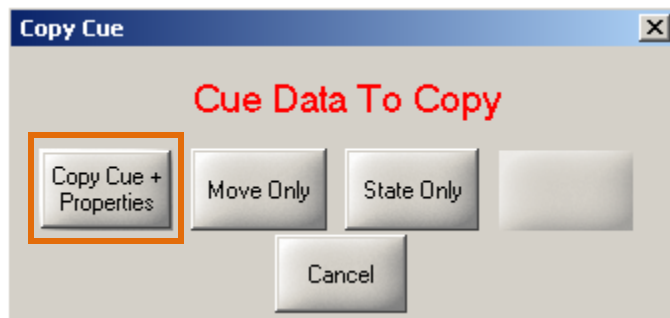 Copy Cue
Cue Data To Copy
Copy Cue +
Properties
Move Only
State Only
Cancel